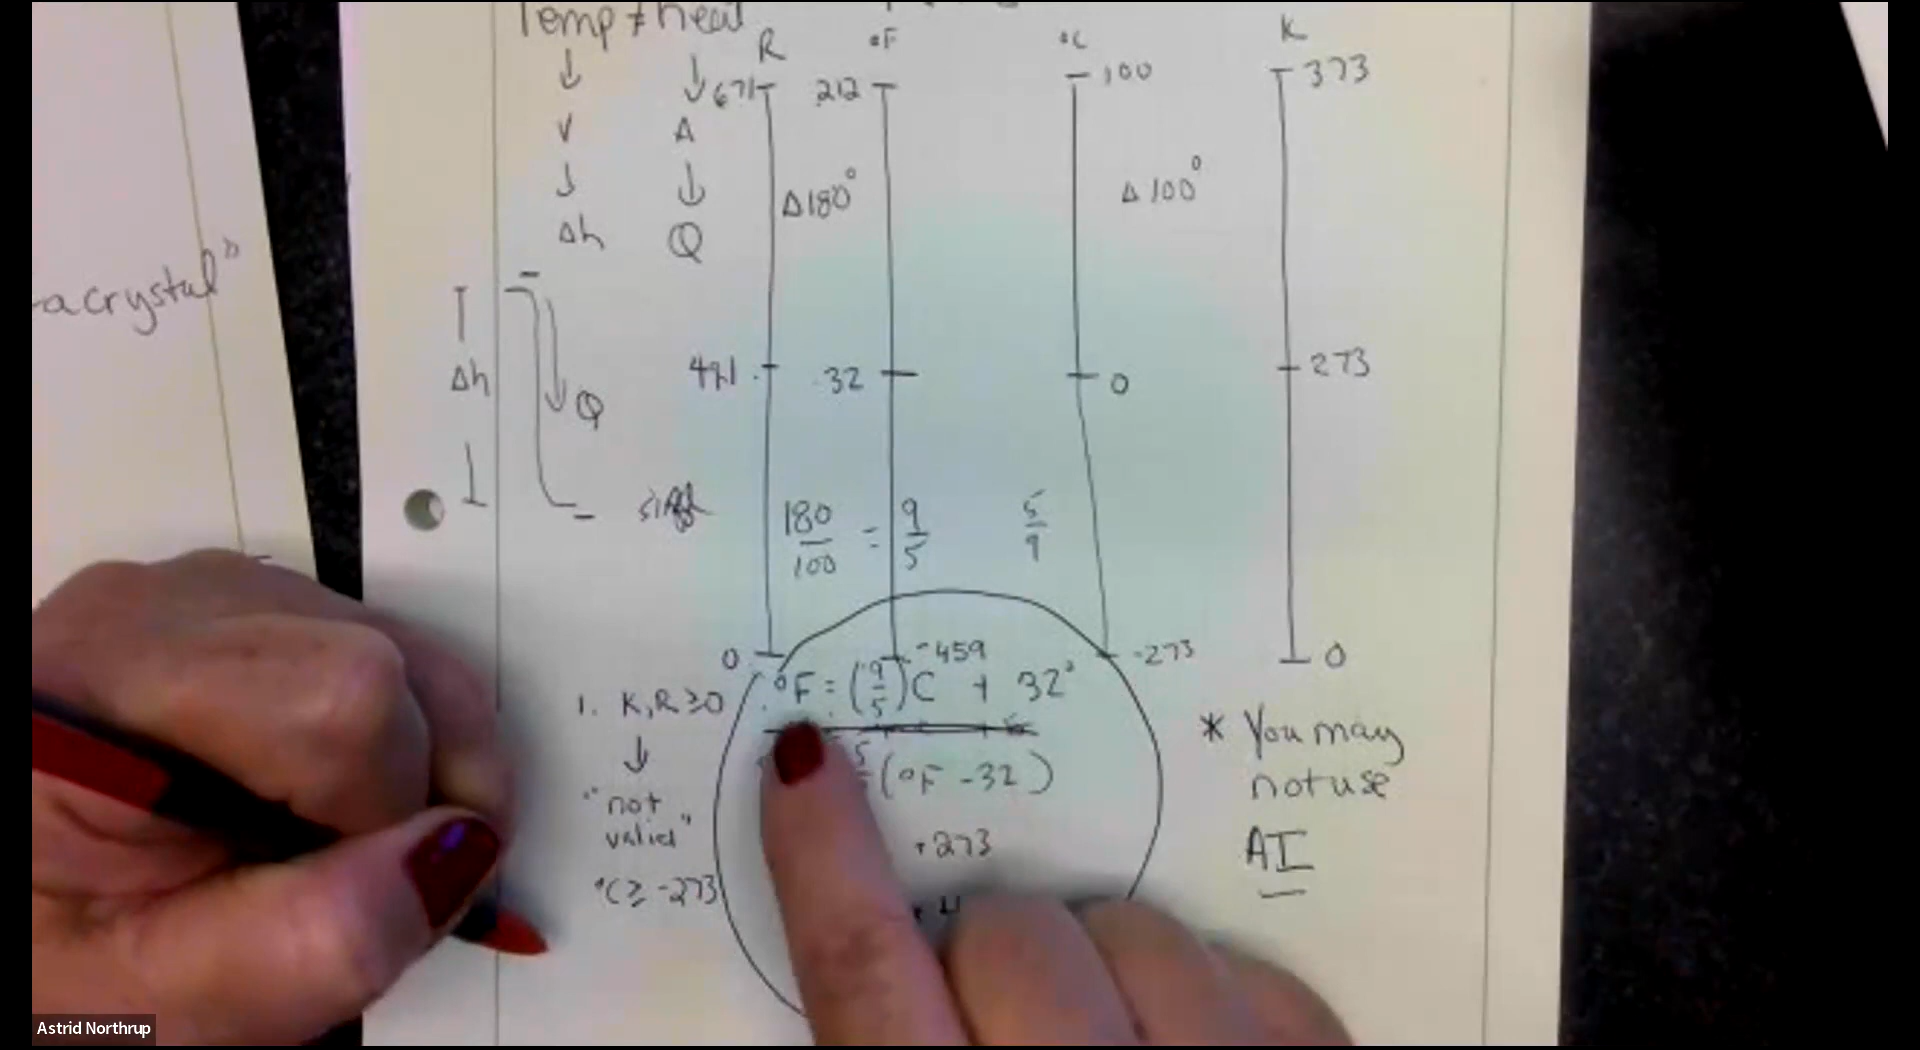 Temp ≠ heat
R
°F
°C
K
671
212
100
373
V
A
Δ180°
Δ100°
Δh
Q
-acrystal"
Δh
Q
491
32
0
273
180/100 = 9/5
5/9
0
-459
-273
0
°F = (9/5)C + 32°
5
(°F - 32)
+273
1. K,R ≥ 0
"not
valid"
°C ≥ -273
* You may
not use
AI
Astrid Northrup